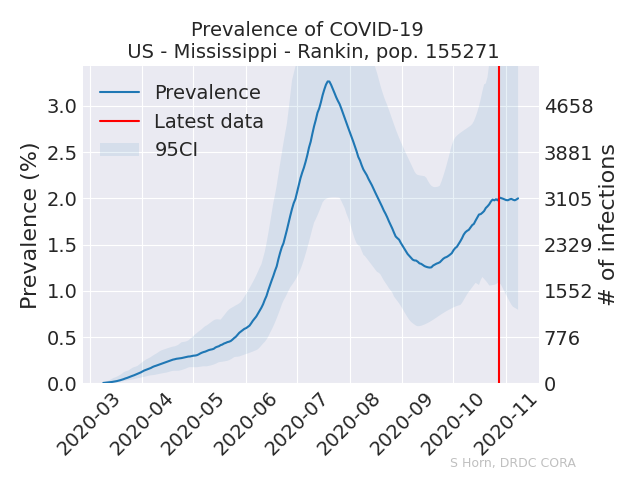 Prevalence of COVID-19
US - Mississippi - Rankin, pop. 155271
Prevalence
Latest data
95CI
Prevalence (%)
3.0
2.5
2.0
1.5
1.0
0.5
0.0
4658
3881
3105
2329
1552
776
0
# of infections
2020-03
2020-04
2020-05
2020-06
2020-07
2020-08
2020-09
2020-10
2020-11
S Horn, DRDC CORA